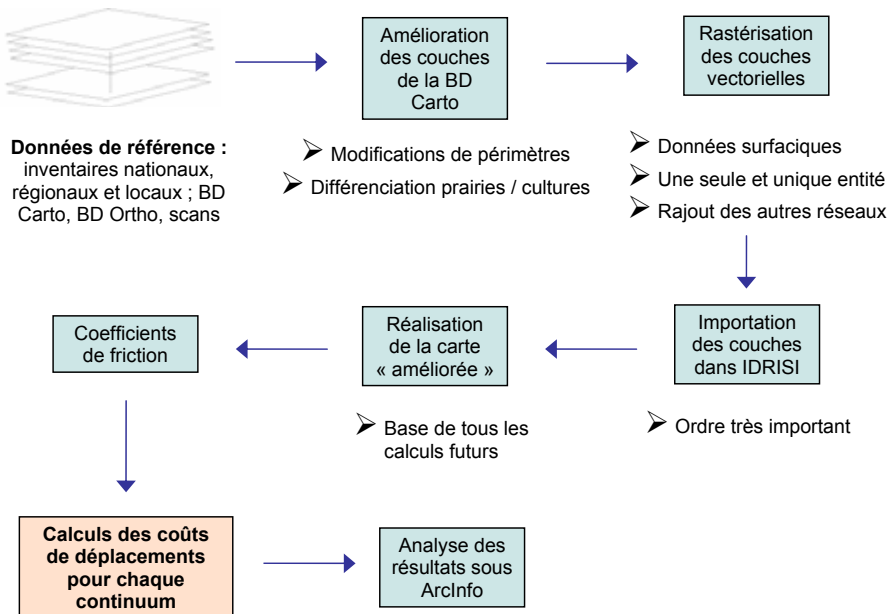 Amélioration
des couches
de la BD
Carto
Rastérisation
des couches
vectorielles
Données de référence :
inventaires nationaux,
régionaux et locaux ; BD
Carto, BD Ortho, scans
➢ Modifications de périmètres
➢ Différenciation prairies / cultures
➢ Données surfaciques
➢ Une seule et unique entité
➢ Rajout des autres réseaux
Coefficients
de friction
Réalisation
de la carte
« améliorée »
Importation
des couches
dans IDRISI
➢ Base de tous les
calculs futurs
➢ Ordre très important
Calculs des coûts
de déplacements
pour chaque
continuum
Analyse des
résultats sous
ArcInfo